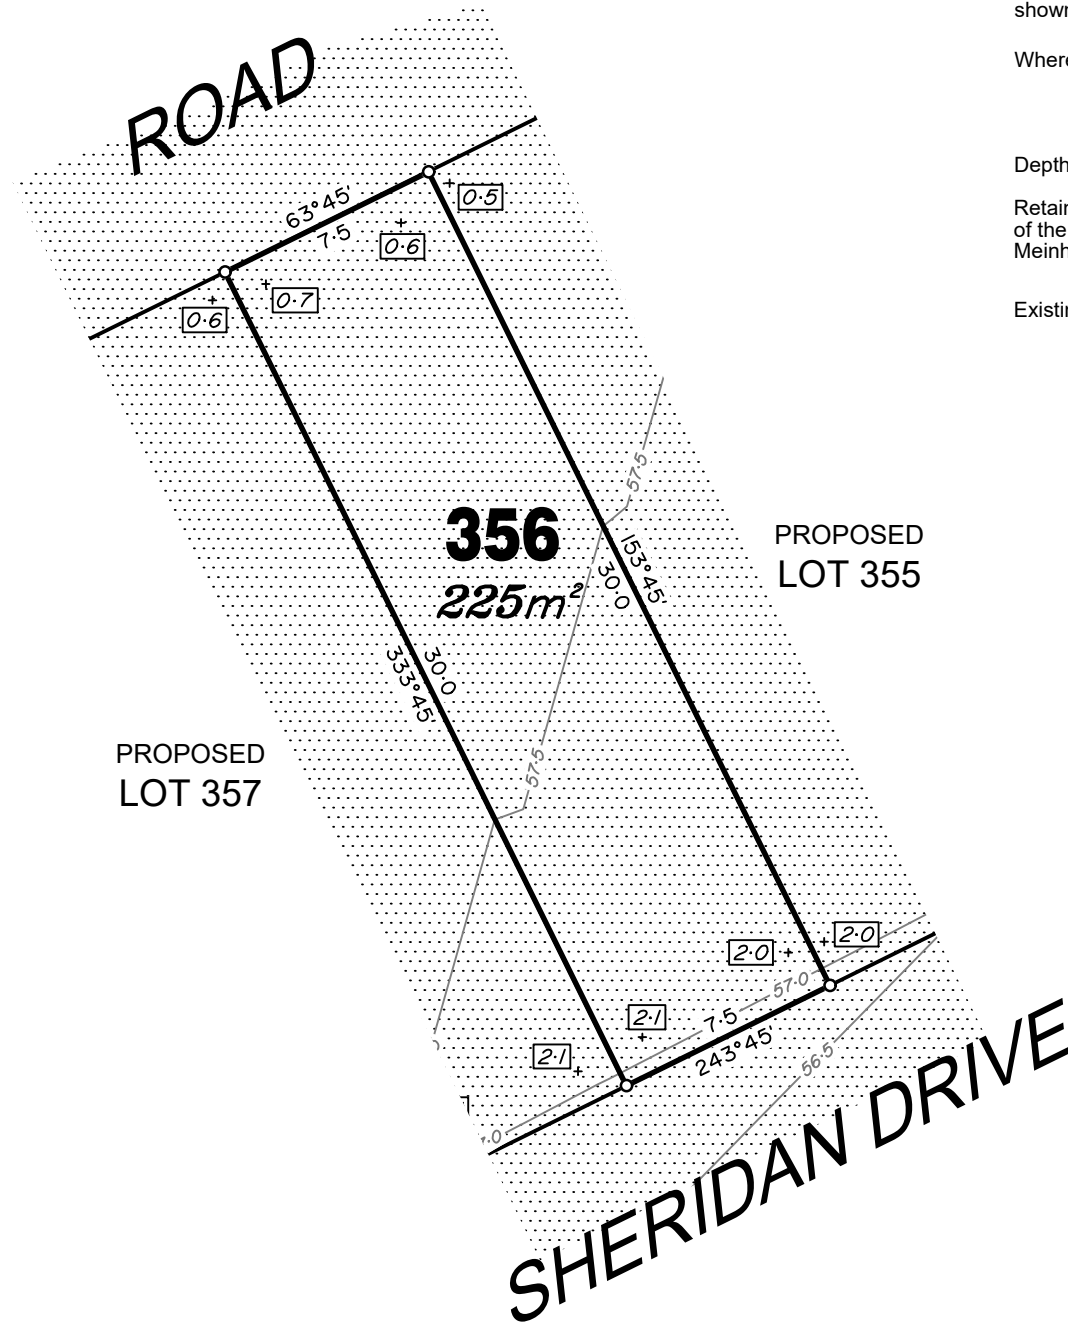 shown
Where
ROAD
Depth
0·5
63°45'
7·5
0·6
Retain
of the
Meinh
0·7
0·6
Existin
57·5
356
225m²
153°45'
30·0
PROPOSED
LOT 355
30·0
333°45'
PROPOSED
LOT 357
57·5
2·0
2·0
57·0
2·1
7·5
243°45'
2·1
56·5
·0
SHERIDAN DRIVE